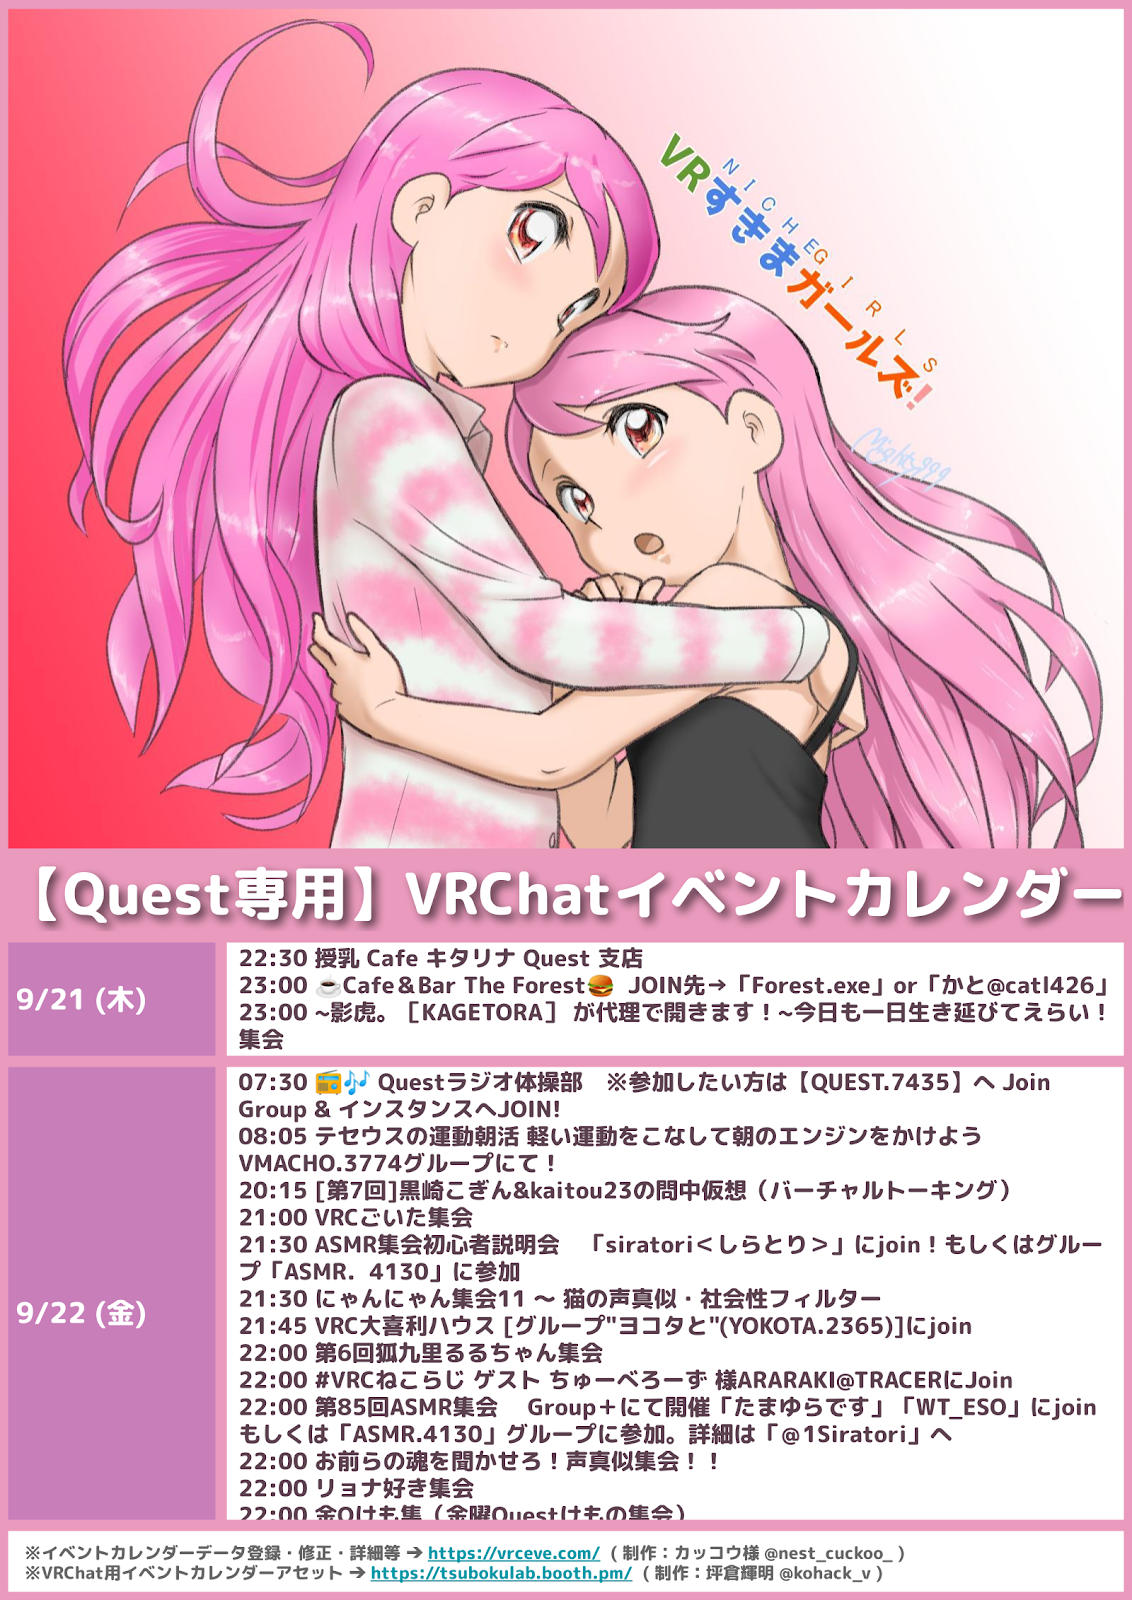 VRすきまガールズ!
NICHE GIRLS
Mighty999
【Quest専用】VRChatイベントカレンダー
9/21 (木)
22:30 授乳 Cafe キタリナ Quest 支店
23:00 ☕Cafe&Bar The Forest🍔 JOIN先→「Forest.exe」or「かと@catl426」
23:00 ~影虎。［KAGETORA］ が代理で開きます！~今日も一日生き延びてえらい！
集会
9/22 (金)
07:30 📻🎶 Questラジオ体操部　※参加したい方は【QUEST.7435】へ Join
Group & インスタンスへJOIN!
08:05 テセウスの運動朝活 軽い運動をこなして朝のエンジンをかけよう
VMACHO.3774グループにて！
20:15 [第7回]黒崎こぎん&kaitou23の問中仮想（バーチャルトーキング）
21:00 VRCごいた集会
21:30 ASMR集会初心者説明会　「siratori＜しらとり＞」にjoin！もしくはグルー
プ「ASMR．4130」に参加
21:30 にゃんにゃん集会11 〜 猫の声真似・社会性フィルター
21:45 VRC大喜利ハウス [グループ"ヨコタと"(YOKOTA.2365)]にjoin
22:00 第6回狐九里るるちゃん集会
22:00 #VRCねこらじ ゲスト ちゅーべろーず 様ARARAKI@TRACERにJoin
22:00 第85回ASMR集会　Group＋にて開催「たまゆらです」「WT_ESO」にjoin
もしくは「ASMR.4130」グループに参加。詳細は「@1Siratori」へ
22:00 お前らの魂を聞かせろ！声真似集会！！
22:00 リョナ好き集会
22:00 金Qけも集（金曜Questけもの集会）
※イベントカレンダーデータ登録・修正・詳細等 ➔ https://vrceve.com/ ( 制作：カッコウ様 @nest_cuckoo_ )
※VRChat用イベントカレンダーアセット ➔ https://tsubokulab.booth.pm/ ( 制作：坪倉輝明 @kohack_v )